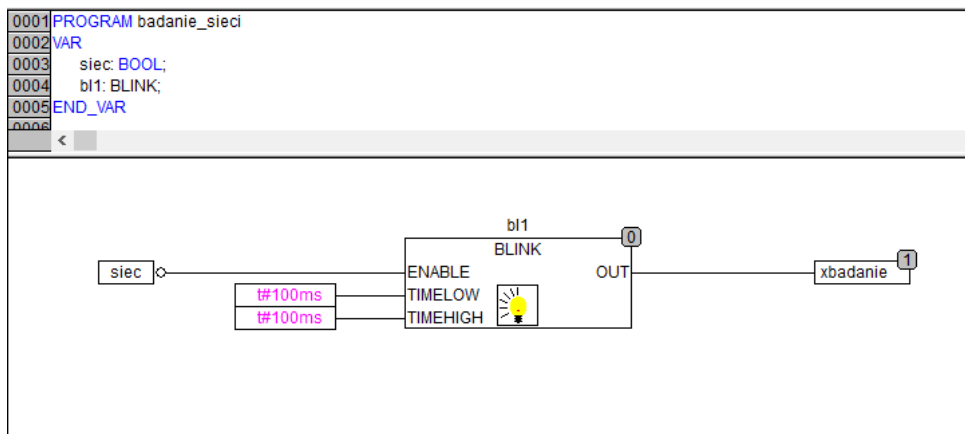 0001 PROGRAM badanie_sieci
0002 VAR
0003 siec: BOOL;
0004 bl1: BLINK;
0005 END_VAR
0006
bl1
BLINK
0
siec
ENABLE
OUT
xbadanie
1
t#100ms
TIMELOW
t#100ms
TIMEHIGH